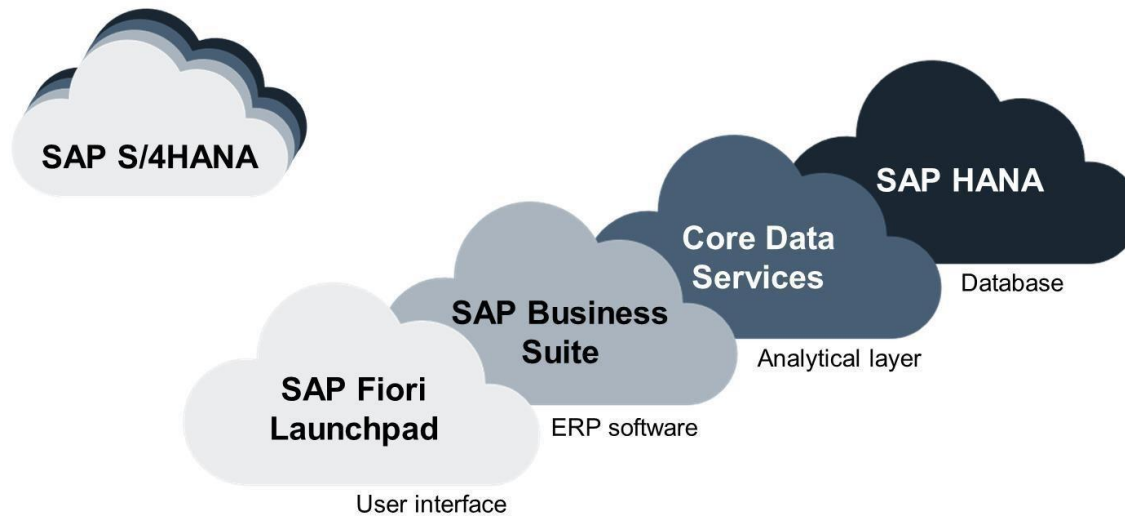 SAP S/4HANA
SAP HANA
Database
Core Data
Services
Analytical layer
SAP Business
Suite
ERP software
SAP Fiori
Launchpad
User interface